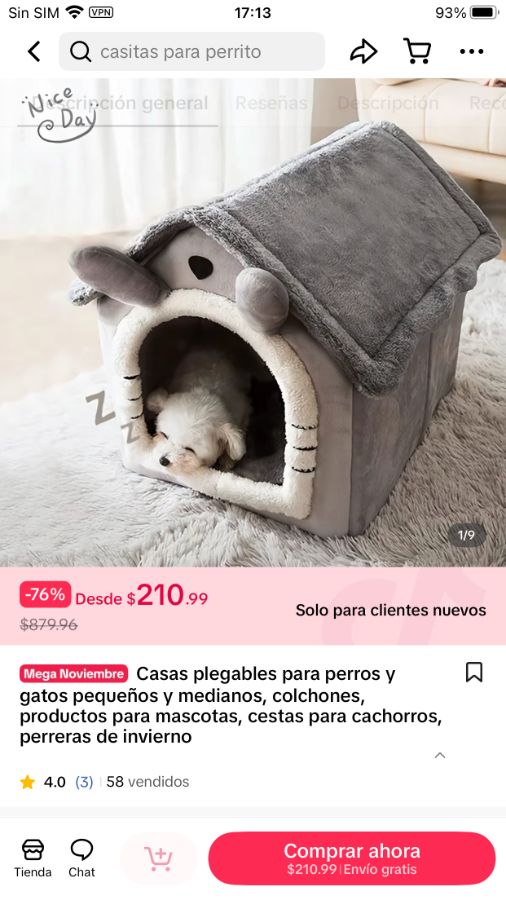 Sin SIM VPN 17:13 93%
casitas para perrito
Nice Day
Descripción general Reseñas Descripción Reco
Z
z
1/9
-76% Desde $210.99
$879.96
Solo para clientes nuevos
Mega Noviembre Casas plegables para perros y
gatos pequeños y medianos, colchones,
productos para mascotas, cestas para cachorros,
perreras de invierno
4.0 (3) 58 vendidos
Tienda Chat
Comprar ahora
$210.99 Envío gratis